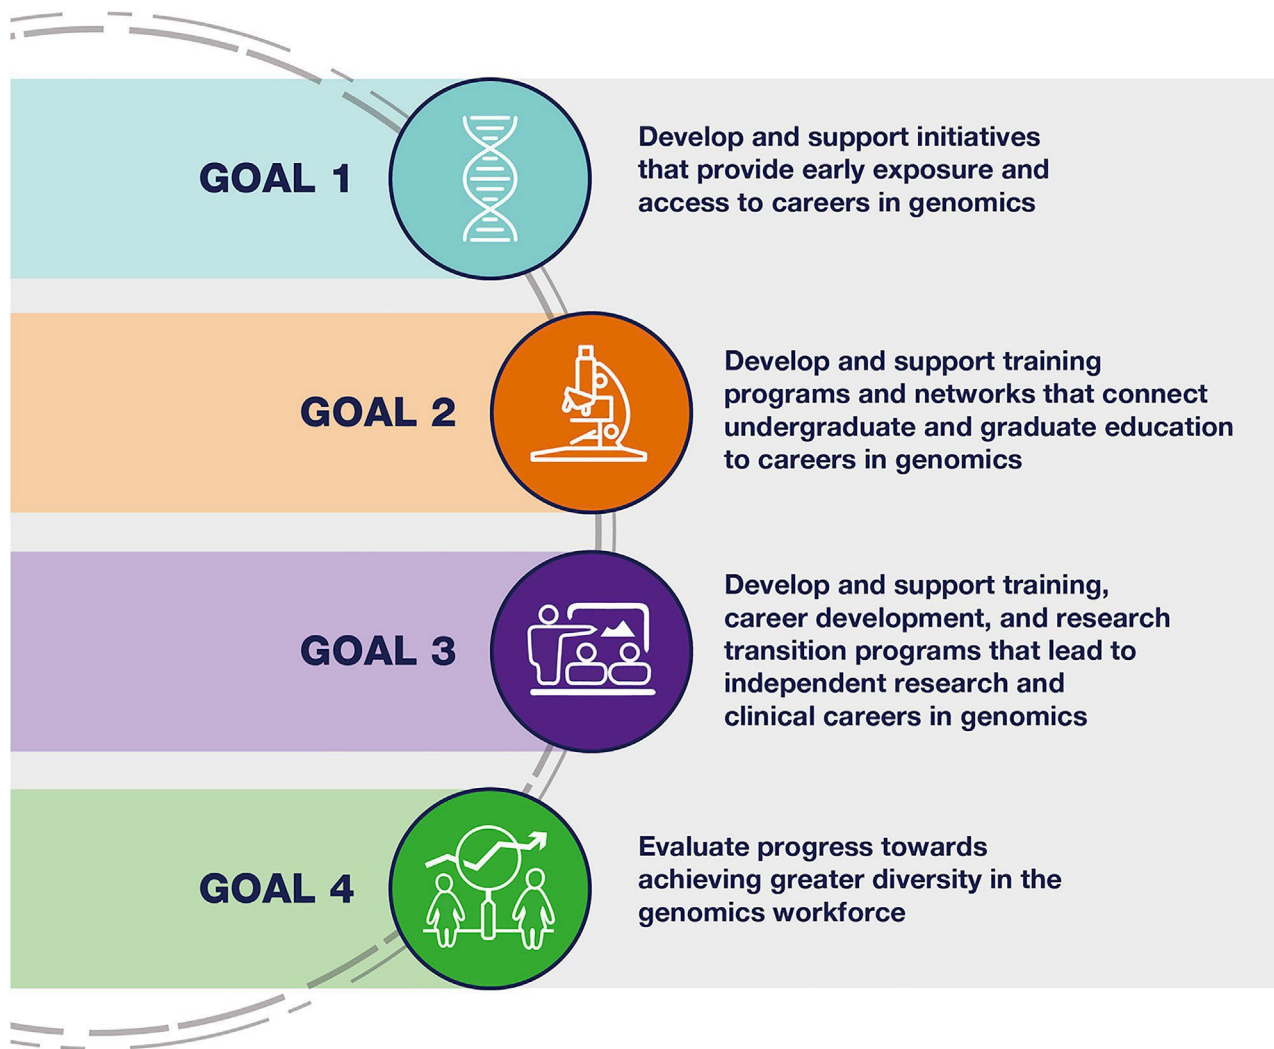 GOAL 1
Develop and support initiatives
that provide early exposure and
access to careers in genomics
GOAL 2
Develop and support training
programs and networks that connect
undergraduate and graduate education
to careers in genomics
GOAL 3
Develop and support training,
career development, and research
transition programs that lead to
independent research and
clinical careers in genomics
GOAL 4
Evaluate progress towards
achieving greater diversity in the
genomics workforce